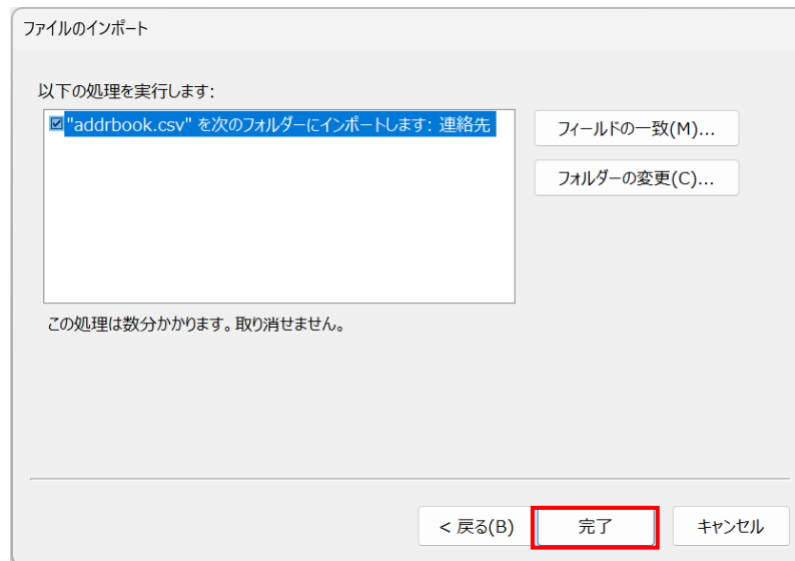 ファイルのインポート
以下の処理を実行します:
"addrbook.csv" を次のフォルダーにインポートします: 連絡先
フィールドの一致(M)...
フォルダーの変更(C)...
この処理は数分かかります。取り消せません。
< 戻る(B)
完了
キャンセル